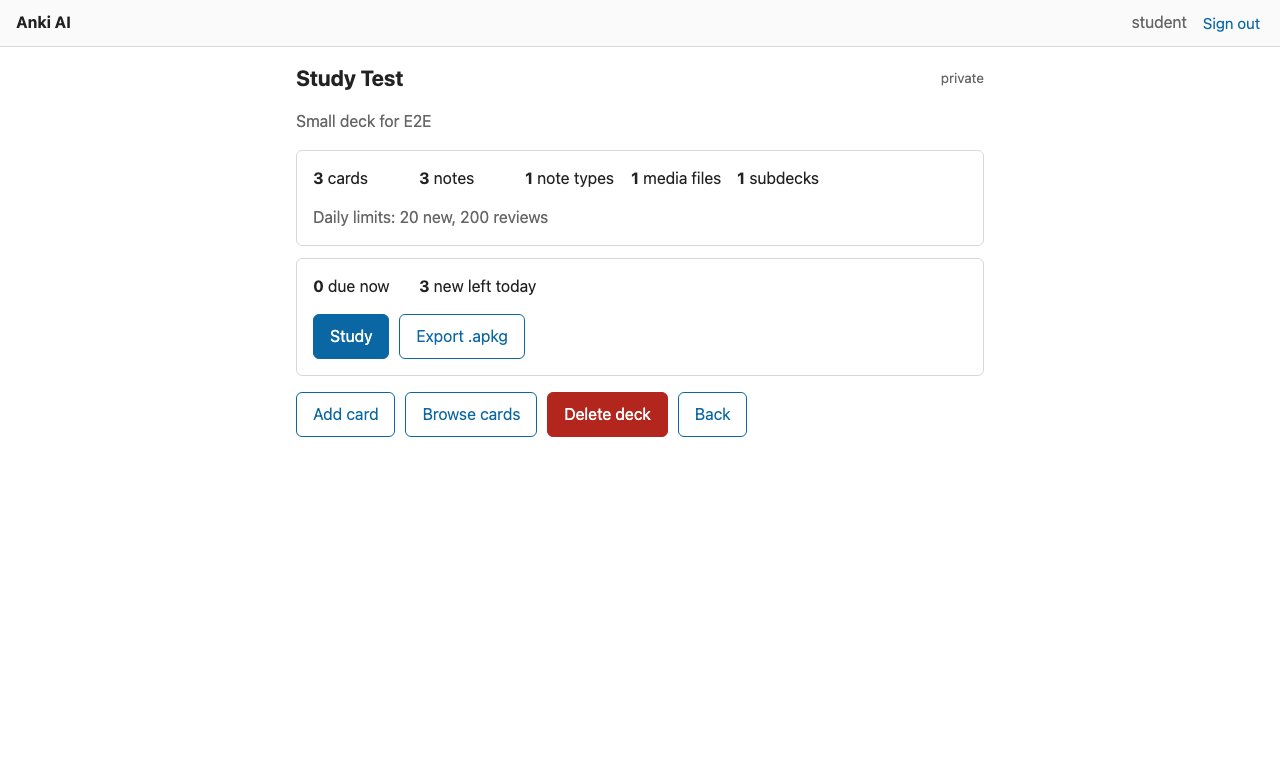 Anki AI student Sign out
Study Test private
Small deck for E2E
3 cards 3 notes 1 note types 1 media files 1 subdecks
Daily limits: 20 new, 200 reviews
0 due now 3 new left today
Study Export .apkg
Add card Browse cards Delete deck Back